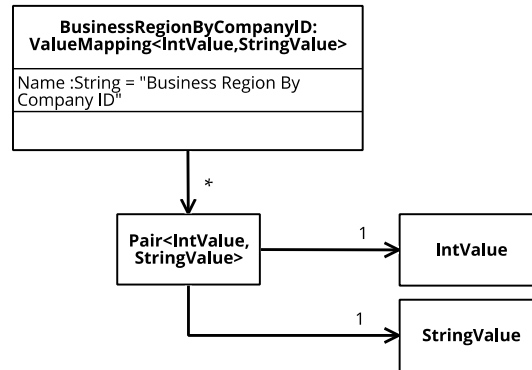 BusinessRegionByCompanyID:
ValueMapping<IntValue,StringValue>
Name :String = "Business Region By
Company ID"
*
Pair<IntValue,
StringValue>
1
IntValue
1
StringValue